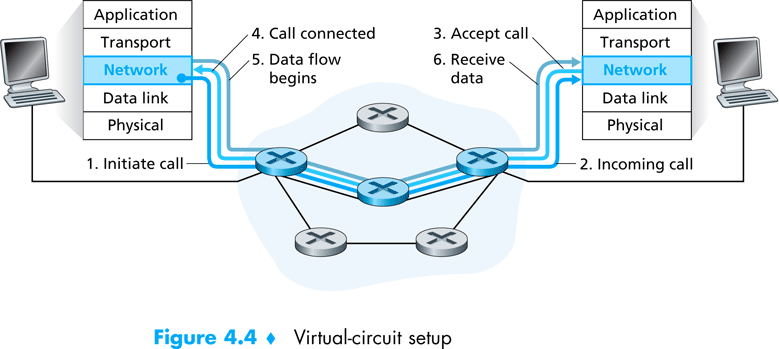 Application
Transport
Network
Data link
Physical
4. Call connected
5. Data flow
begins
1. Initiate call
3. Accept call
6. Receive
data
2. Incoming call
Application
Transport
Network
Data link
Physical
Figure 4.4 ♦ Virtual-circuit setup